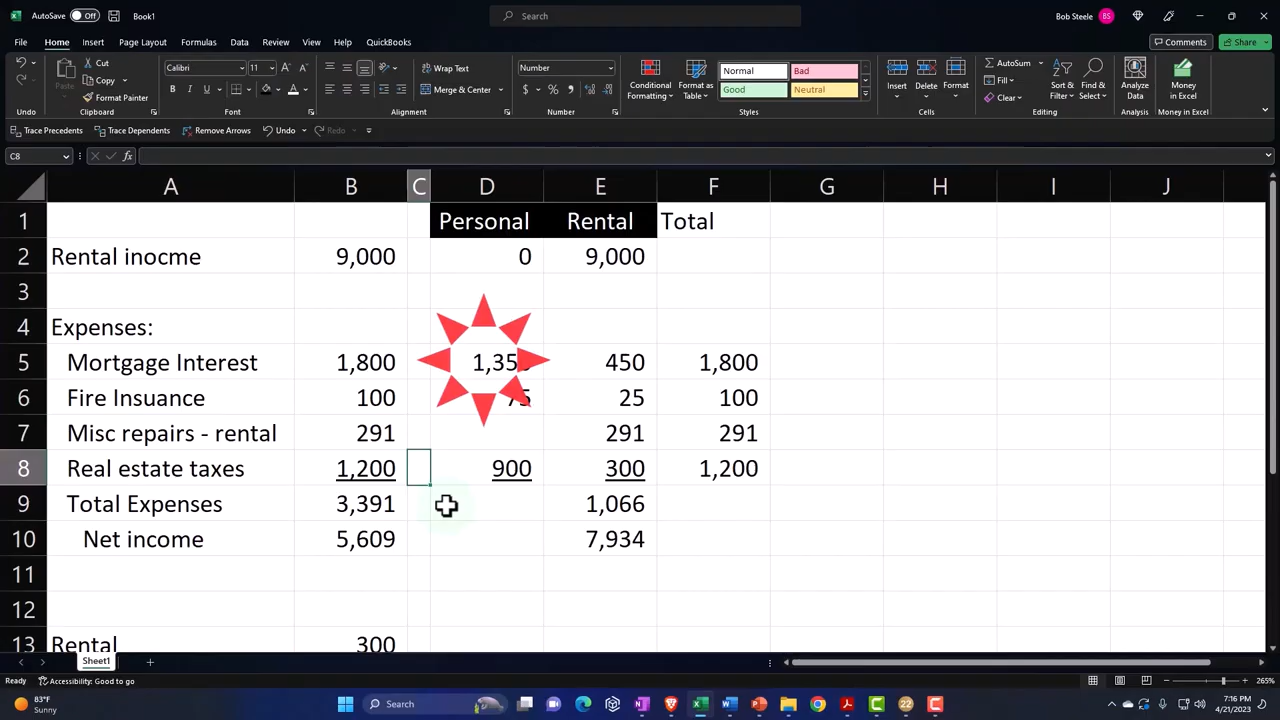 AutoSave Off Book1 Search Bob Steele BS
File Home Insert Page Layout Formulas Data Review View Help QuickBooks Comments Share
Cut Calibri 11 Wrap Text Number Normal Bad AutoSum
Copy Fill
Paste Format Painter Merge & Center Conditional Formatting Format as Table Good Neutral Insert Delete Format Clear Sort & Filter Find & Select Analyze Data Money in Excel
Undo Clipboard Font Alignment Number Styles Cells Editing Analysis Money in Excel
Trace Precedents Trace Dependents Remove Arrows Undo Redo
C8 fx
A B C D E F G H I J
1 Personal Rental Total
2 Rental inocme 9,000 0 9,000
3
4 Expenses:
5 Mortgage Interest 1,800 450 1,800
6 Fire Insuance 100 75 25 100
7 Misc repairs - rental 291 291 291
8 Real estate taxes 1,200 900 300 1,200
9 Total Expenses 3,391 1,066
10 Net income 5,609 7,934
11
12
13 Rental 300
Sheet1
Ready Accessibility: Good to go 265%
83°F
Sunny
Search
7:16 PM
4/21/2023